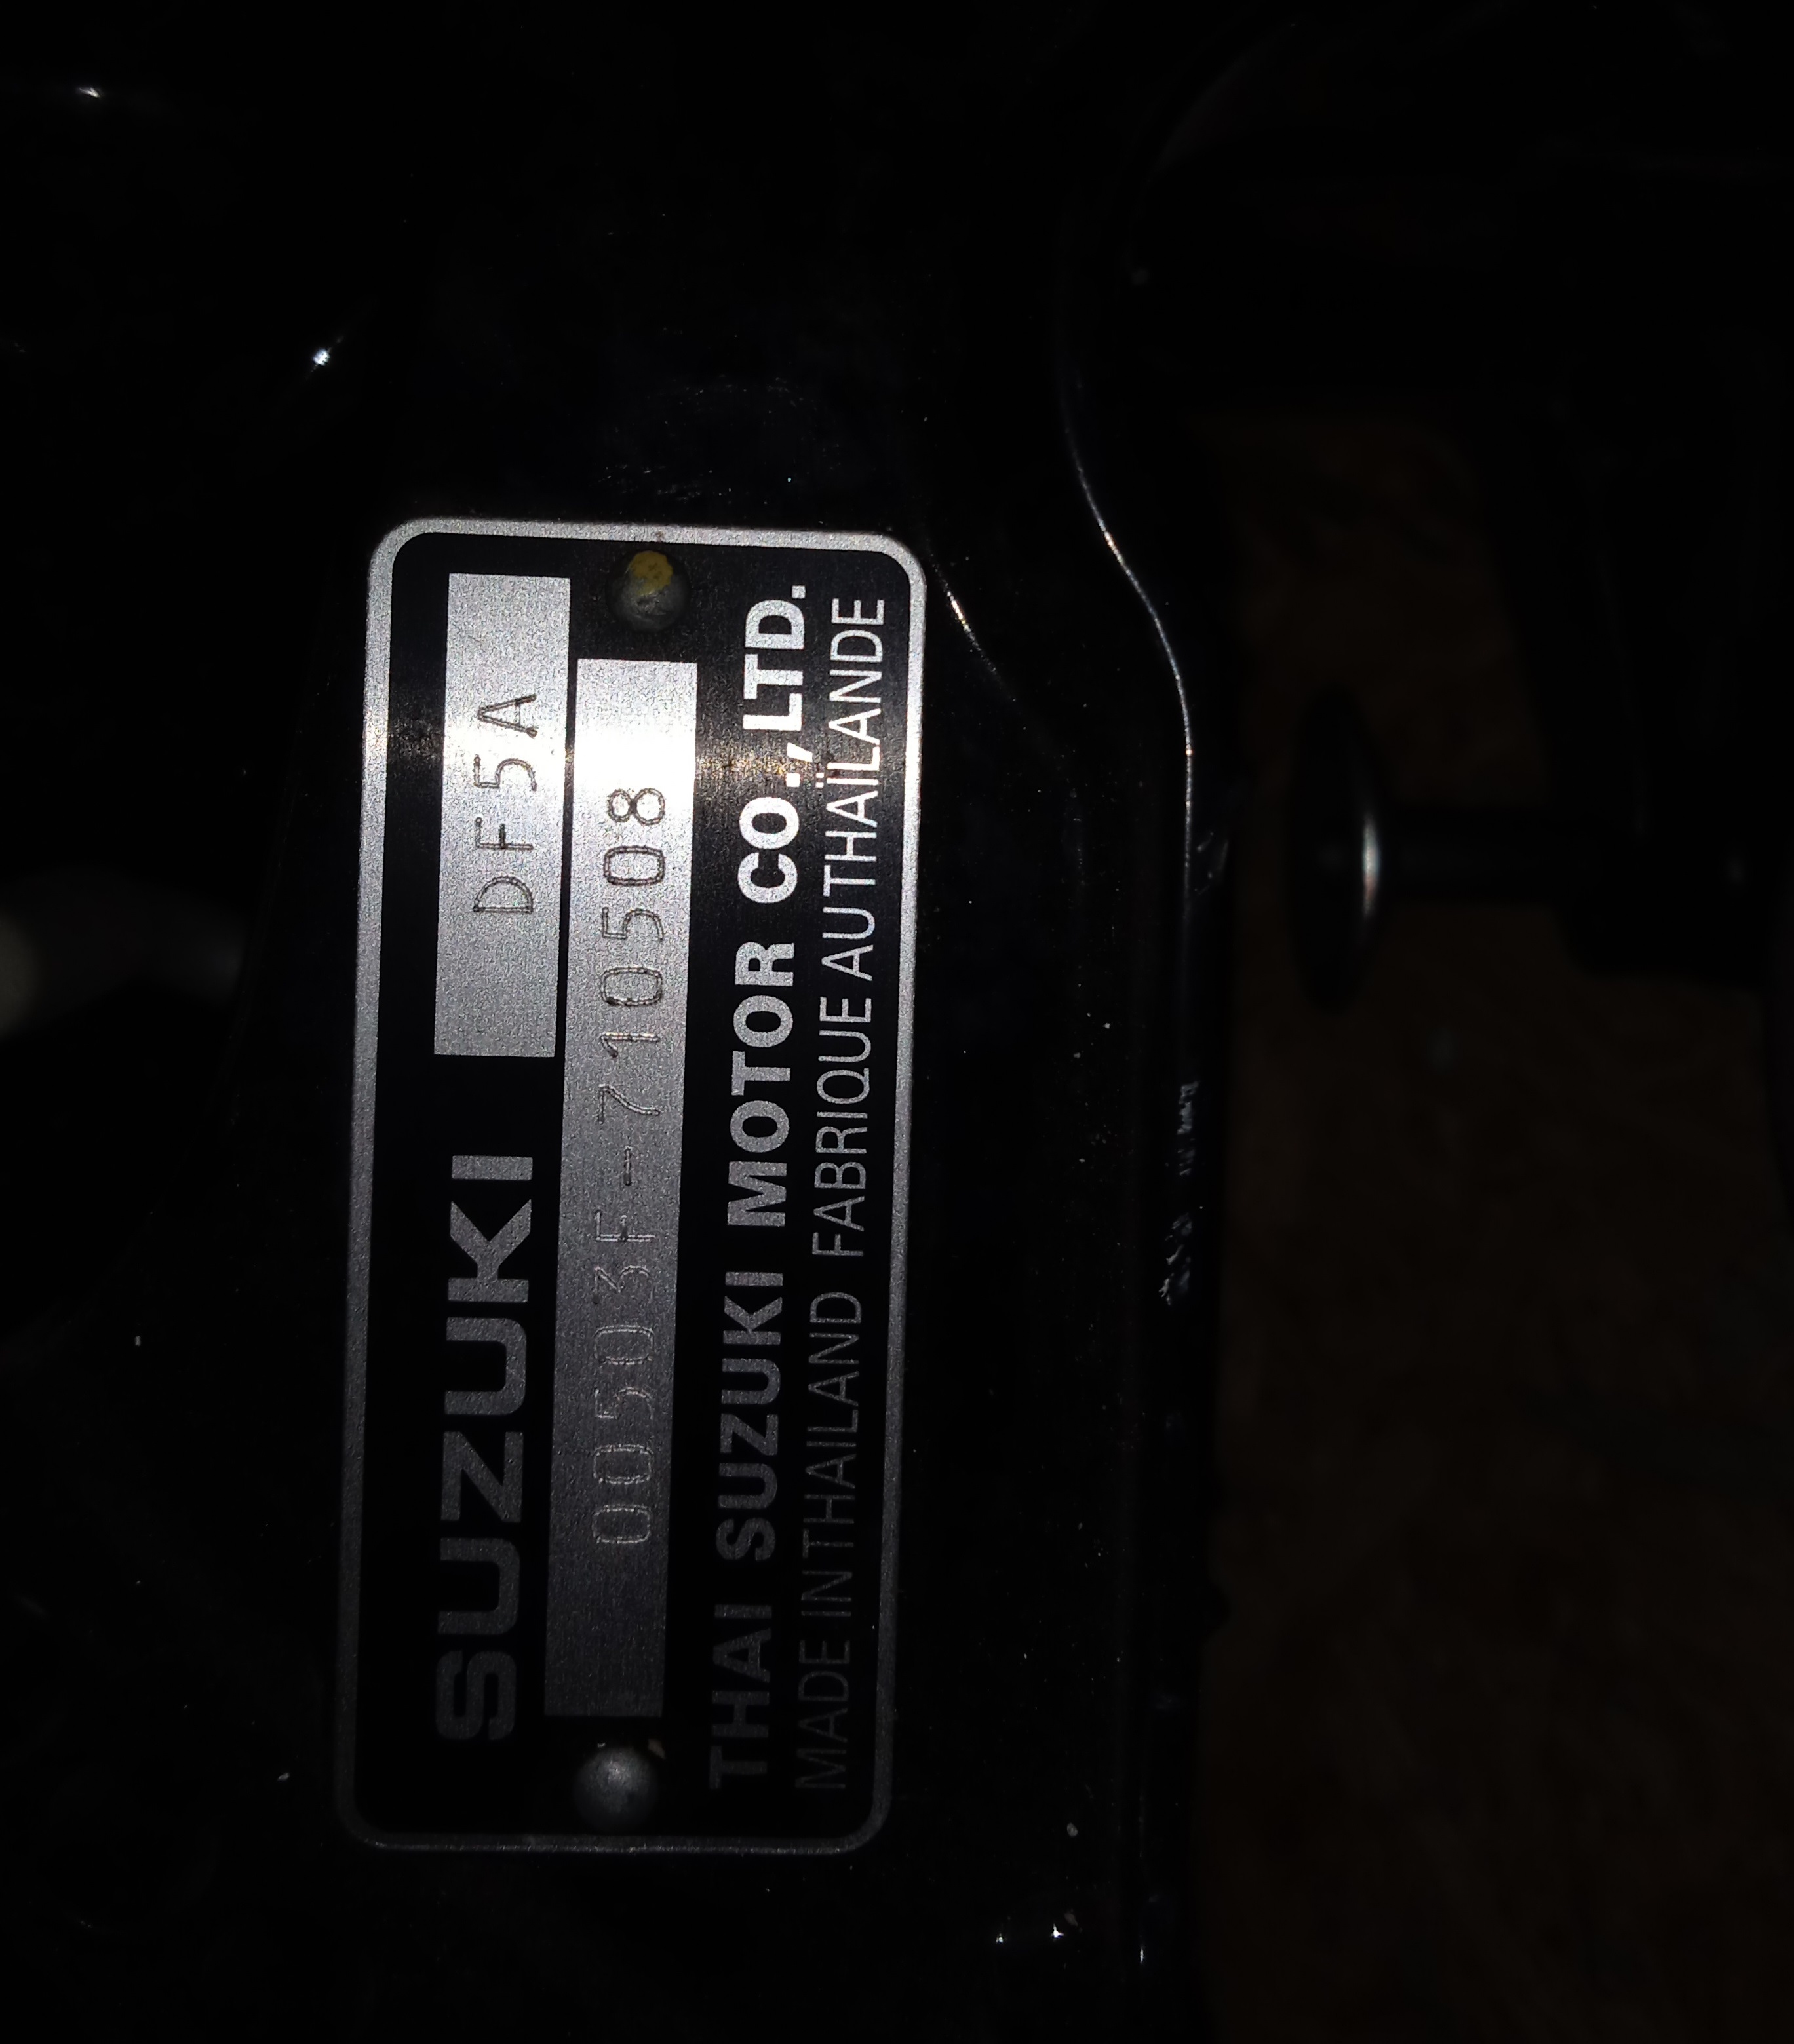 SUZUKI DF5A
00503F-710508
THAI SUZUKI MOTOR CO.,LTD.
MADE IN THAILAND FABRIQUE AUTHAÏLANDE